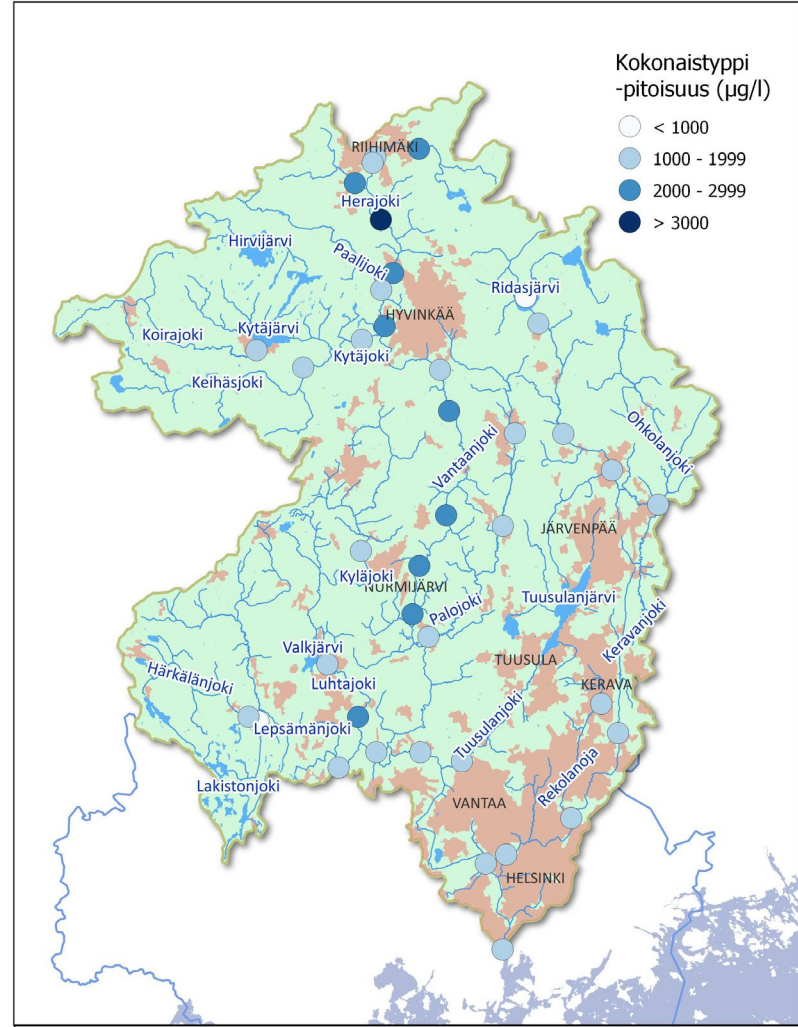 Kokonaistyppi
-pitoisuus (µg/l)
< 1000
1000 - 1999
2000 - 2999
> 3000
RIIHIMÄKI
Herajoki
Hirvijärvi
Paalijoki
Ridasjärvi
HYVINKÄÄ
Koirajoki
Kytäjärvi
Kytäjoki
Keihäsjoki
Ohkolanjoki
Vantaanjoki
JÄRVENPÄÄ
Kyläjoki
NURMIJÄRVI
Tuusulanjärvi
Palojoki
Keravanjoki
Valkjärvi
TUUSULA
Härkälänjoki
Luhtajoki
KERAVA
Lepsämänjoki
Tuusulanjoki
Rekolanoja
Lakistonjoki
VANTAA
HELSINKI